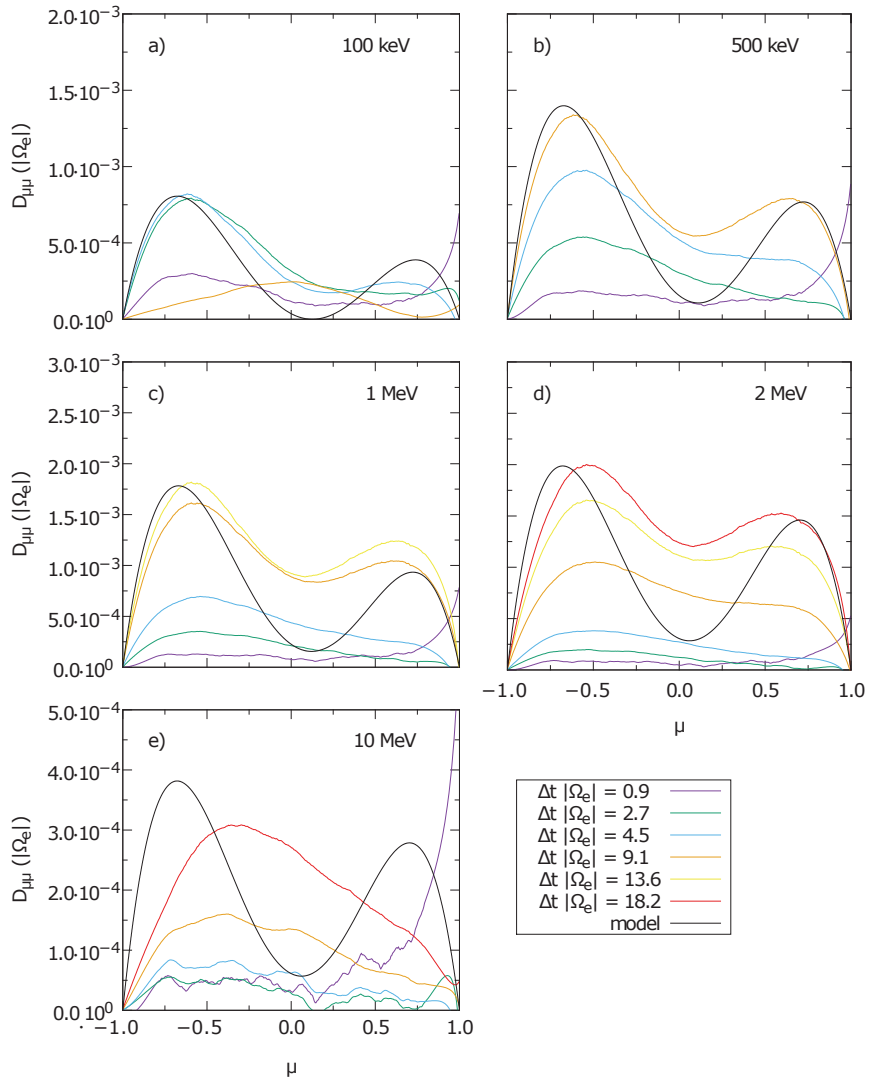 a) 100 keV
b) 500 keV
2.0·10⁻³
1.5·10⁻³
1.0·10⁻³
5.0·10⁻⁴
0.0·10⁰
D_μμ (|Ω_e|)
c) 1 MeV
d) 2 MeV
3.0·10⁻³
2.0·10⁻³
1.5·10⁻³
1.0·10⁻³
5.0·10⁻⁴
0.0·10⁰
D_μμ (|Ω_e|)
−1.0 −0.5 0.0 0.5 1.0
μ
e) 10 MeV
5.0·10⁻⁴
4.0·10⁻⁴
3.0·10⁻⁴
2.0·10⁻⁴
1.0·10⁻⁴
0.0·10⁰
D_μμ (|Ω_e|)
−1.0 −0.5 0.0 0.5 1.0
μ
Δt |Ω_e| = 0.9
Δt |Ω_e| = 2.7
Δt |Ω_e| = 4.5
Δt |Ω_e| = 9.1
Δt |Ω_e| = 13.6
Δt |Ω_e| = 18.2
model